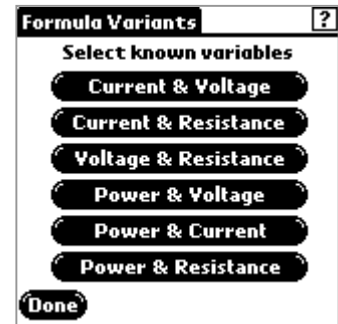 Formula Variants ?
Select known variables
Current & Voltage
Current & Resistance
Voltage & Resistance
Power & Voltage
Power & Current
Power & Resistance
Done